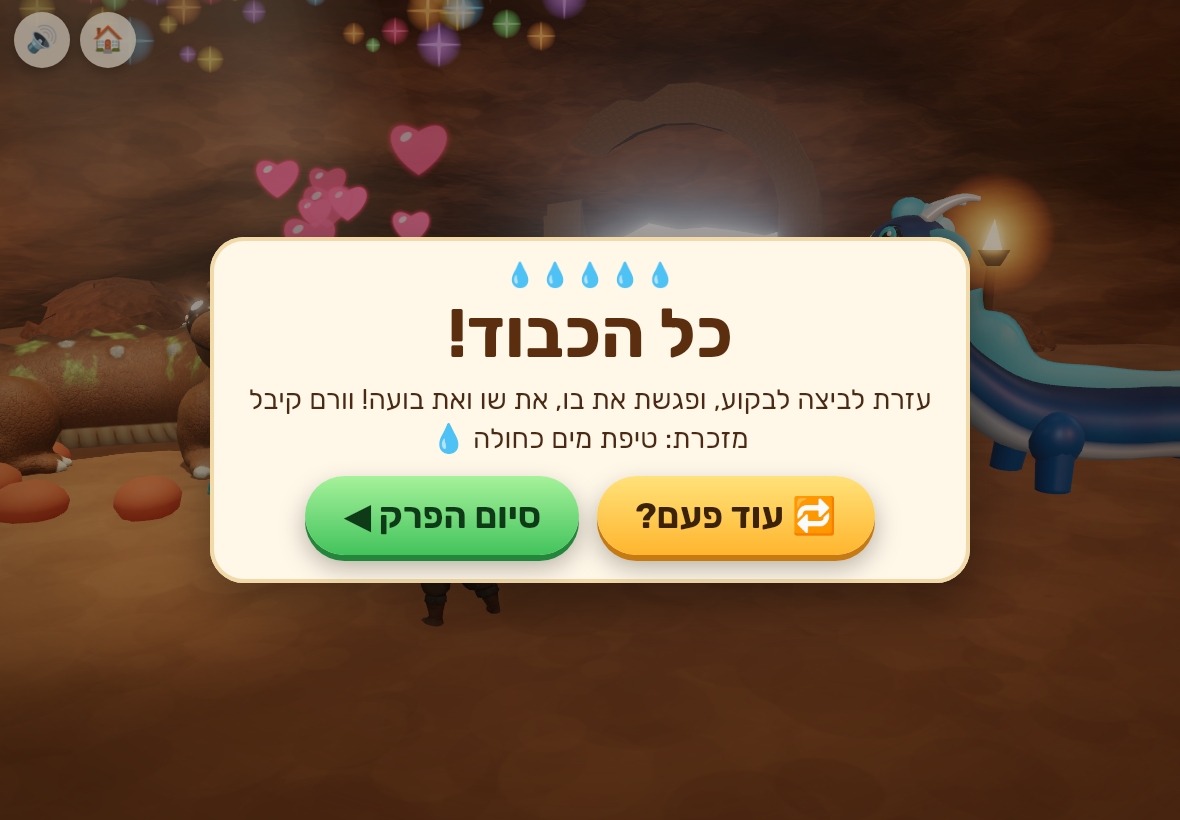 כל הכבוד!
עזרת לביצה לבקוע, ופגשת את בו, את שו ואת בועה! וורם קיבל
מזכרת: טיפת מים כחולה 💧
🔁 עוד פעם?
סיום הפרק ◀